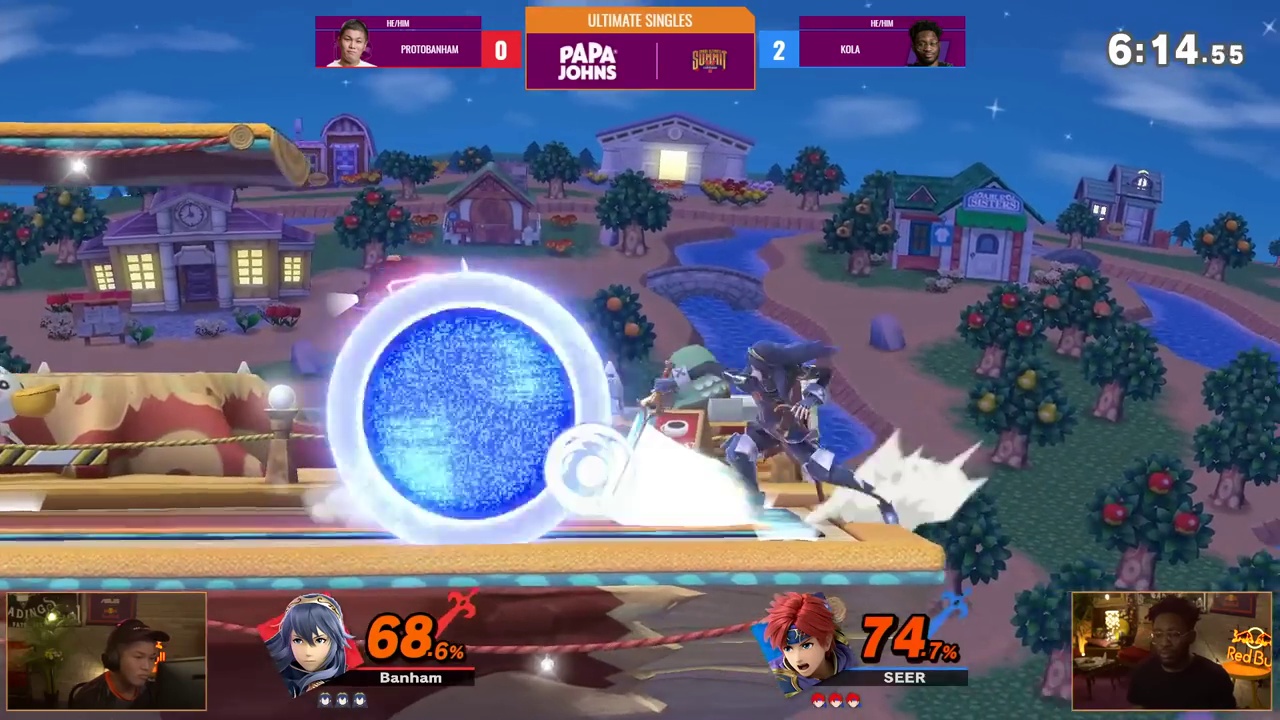 HE/HIM
PROTOBANHAM
0
ULTIMATE SINGLES
PAPA
JOHNS
SUMMIT
2
HE/HIM
KOLA
6:14.55
SISTERS
68.6%
Banham
74.7%
SEER
RedBu